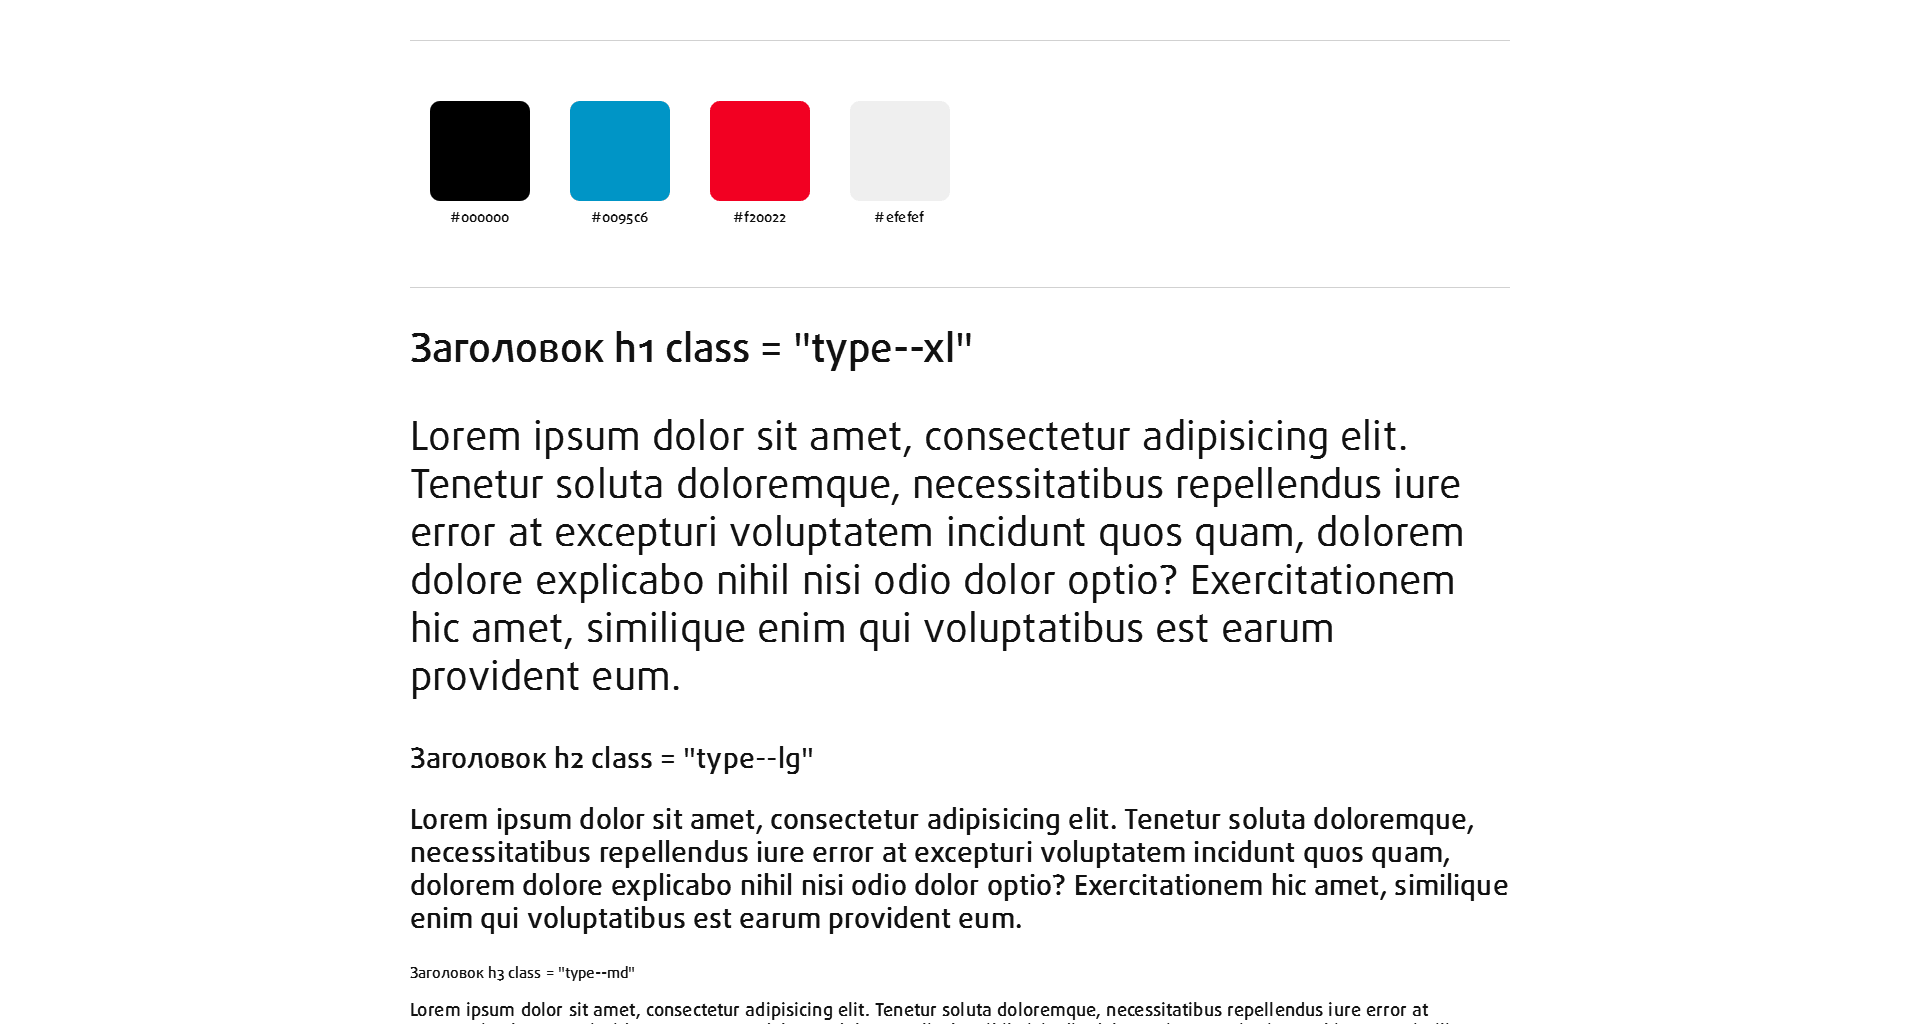 #000000 #0095c6 #f20022 #efefef
Заголовок h1 class = "type--xl"
Lorem ipsum dolor sit amet, consectetur adipisicing elit.
Tenetur soluta doloremque, necessitatibus repellendus iure
error at excepturi voluptatem incidunt quos quam, dolorem
dolore explicabo nihil nisi odio dolor optio? Exercitationem
hic amet, similique enim qui voluptatibus est earum
provident eum.
Заголовок h2 class = "type--lg"
Lorem ipsum dolor sit amet, consectetur adipisicing elit. Tenetur soluta doloremque,
necessitatibus repellendus iure error at excepturi voluptatem incidunt quos quam,
dolorem dolore explicabo nihil nisi odio dolor optio? Exercitationem hic amet, similique
enim qui voluptatibus est earum provident eum.
Заголовок h3 class = "type--md"
Lorem ipsum dolor sit amet, consectetur adipisicing elit. Tenetur soluta doloremque, necessitatibus repellendus iure error at